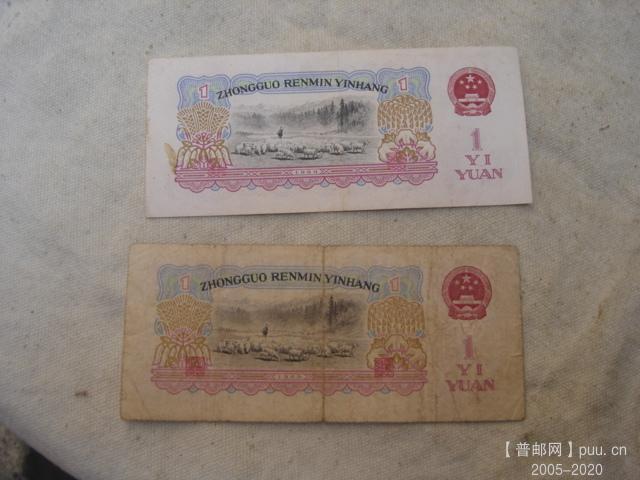 ZHONGGUO RENMIN YINHANG
1 1
1
YI
YUAN
1960
ZHONGGUO RENMIN YINHANG
1 1
1
YI
YUAN
【普邮网】puu.cn
2005-2020